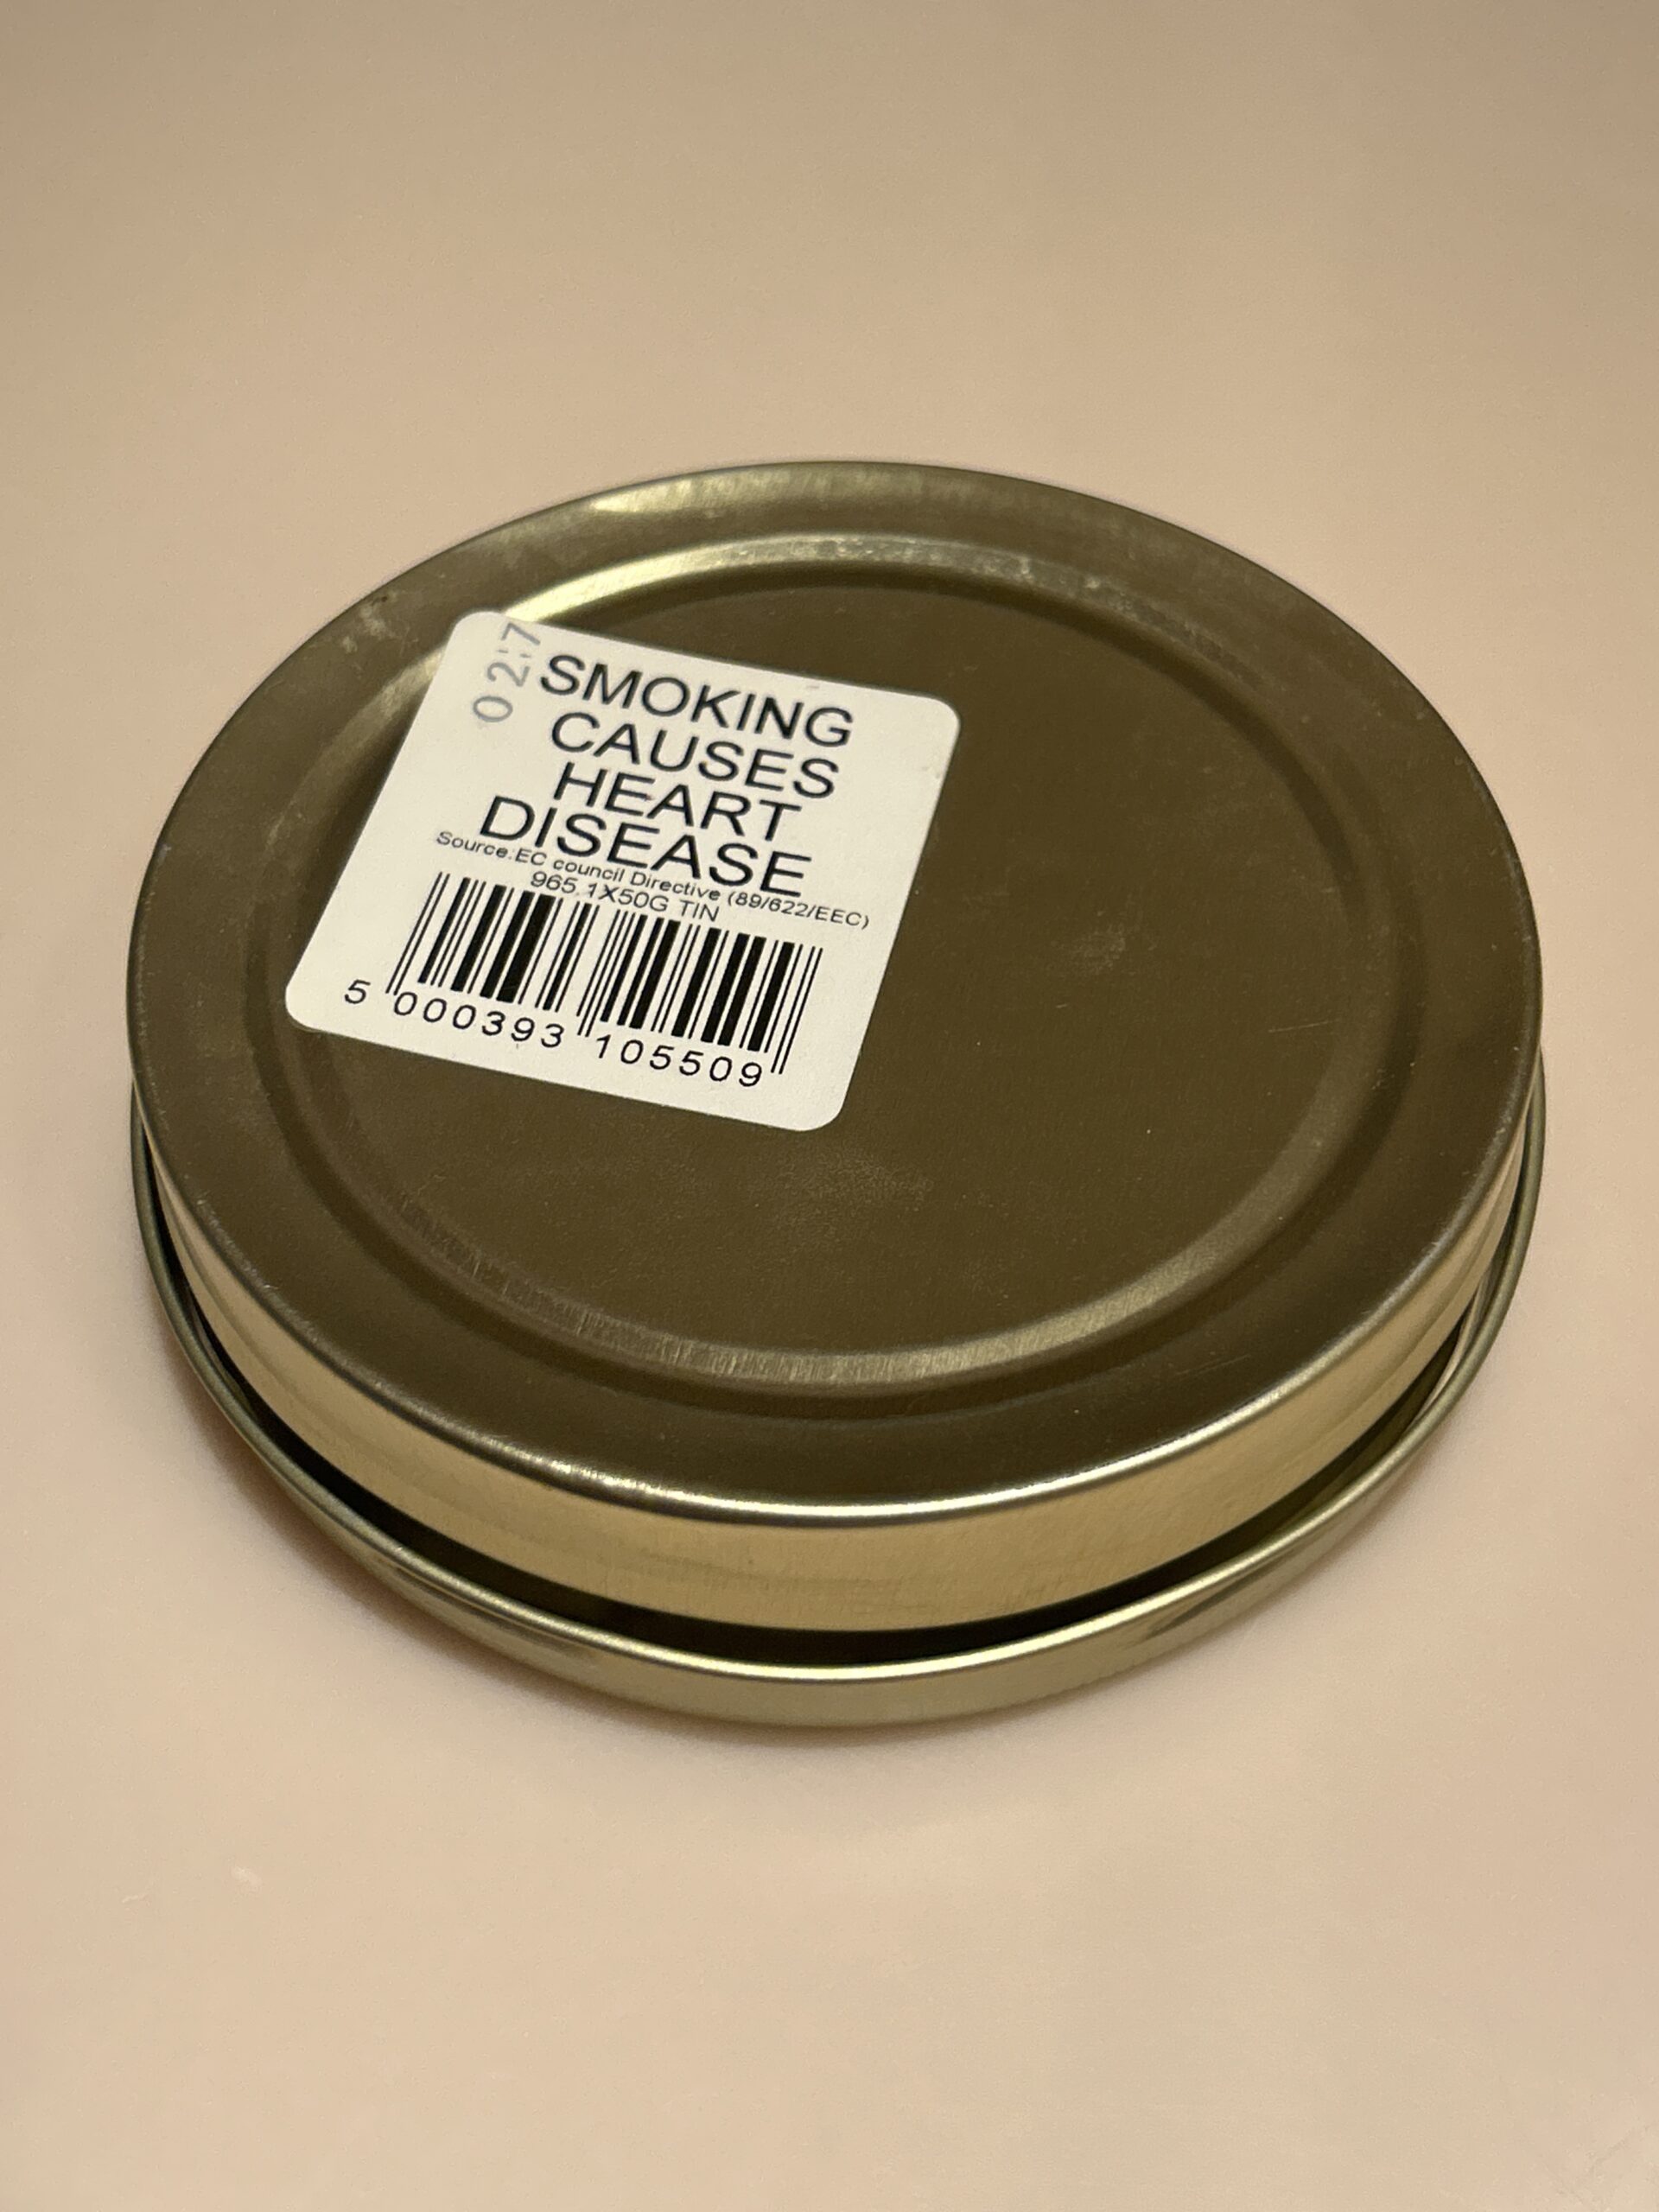 02:7
SMOKING
CAUSES
HEART
DISEASE
Source:EC council Directive (89/622/EEC)
965.1X50G TIN
5 000393 105509